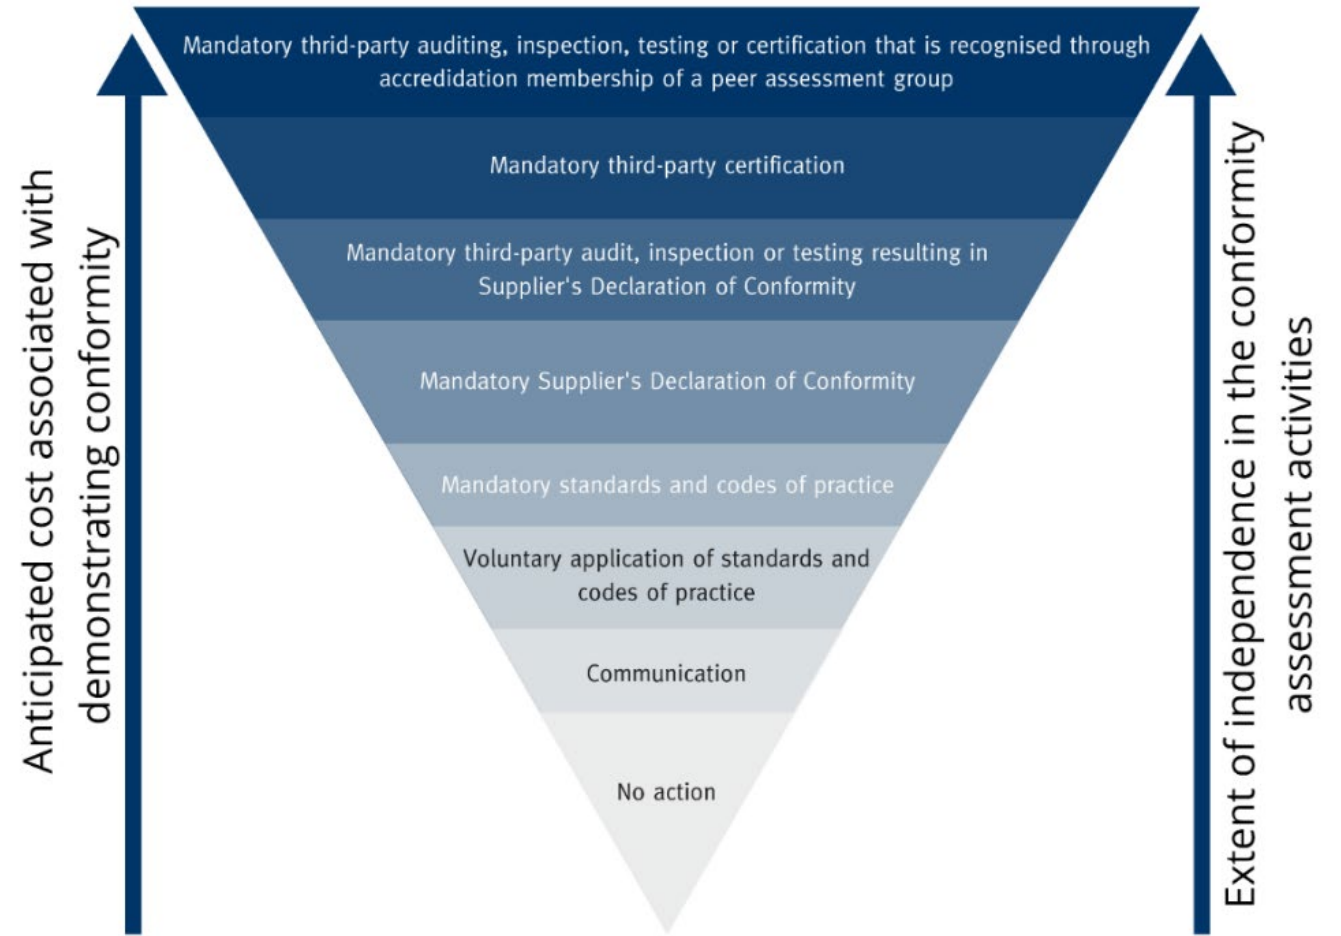 Mandatory thrid-party auditing, inspection, testing or certification that is recognised through
accredidation membership of a peer assessment group
Mandatory third-party certification
Mandatory third-party audit, inspection or testing resulting in
Supplier's Declaration of Conformity
Mandatory Supplier's Declaration of Conformity
Mandatory standards and codes of practice
Voluntary application of standards and
codes of practice
Communication
No action
Anticipated cost associated with
demonstrating conformity
Extent of independence in the conformity
assessment activities